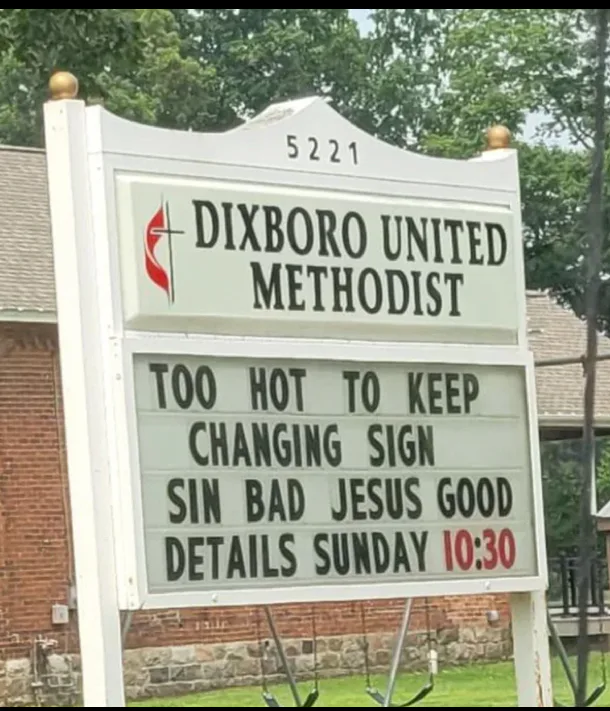 5221
DIXBORO UNITED
METHODIST
TOO HOT TO KEEP
CHANGING SIGN
SIN BAD JESUS GOOD
DETAILS SUNDAY 10:30